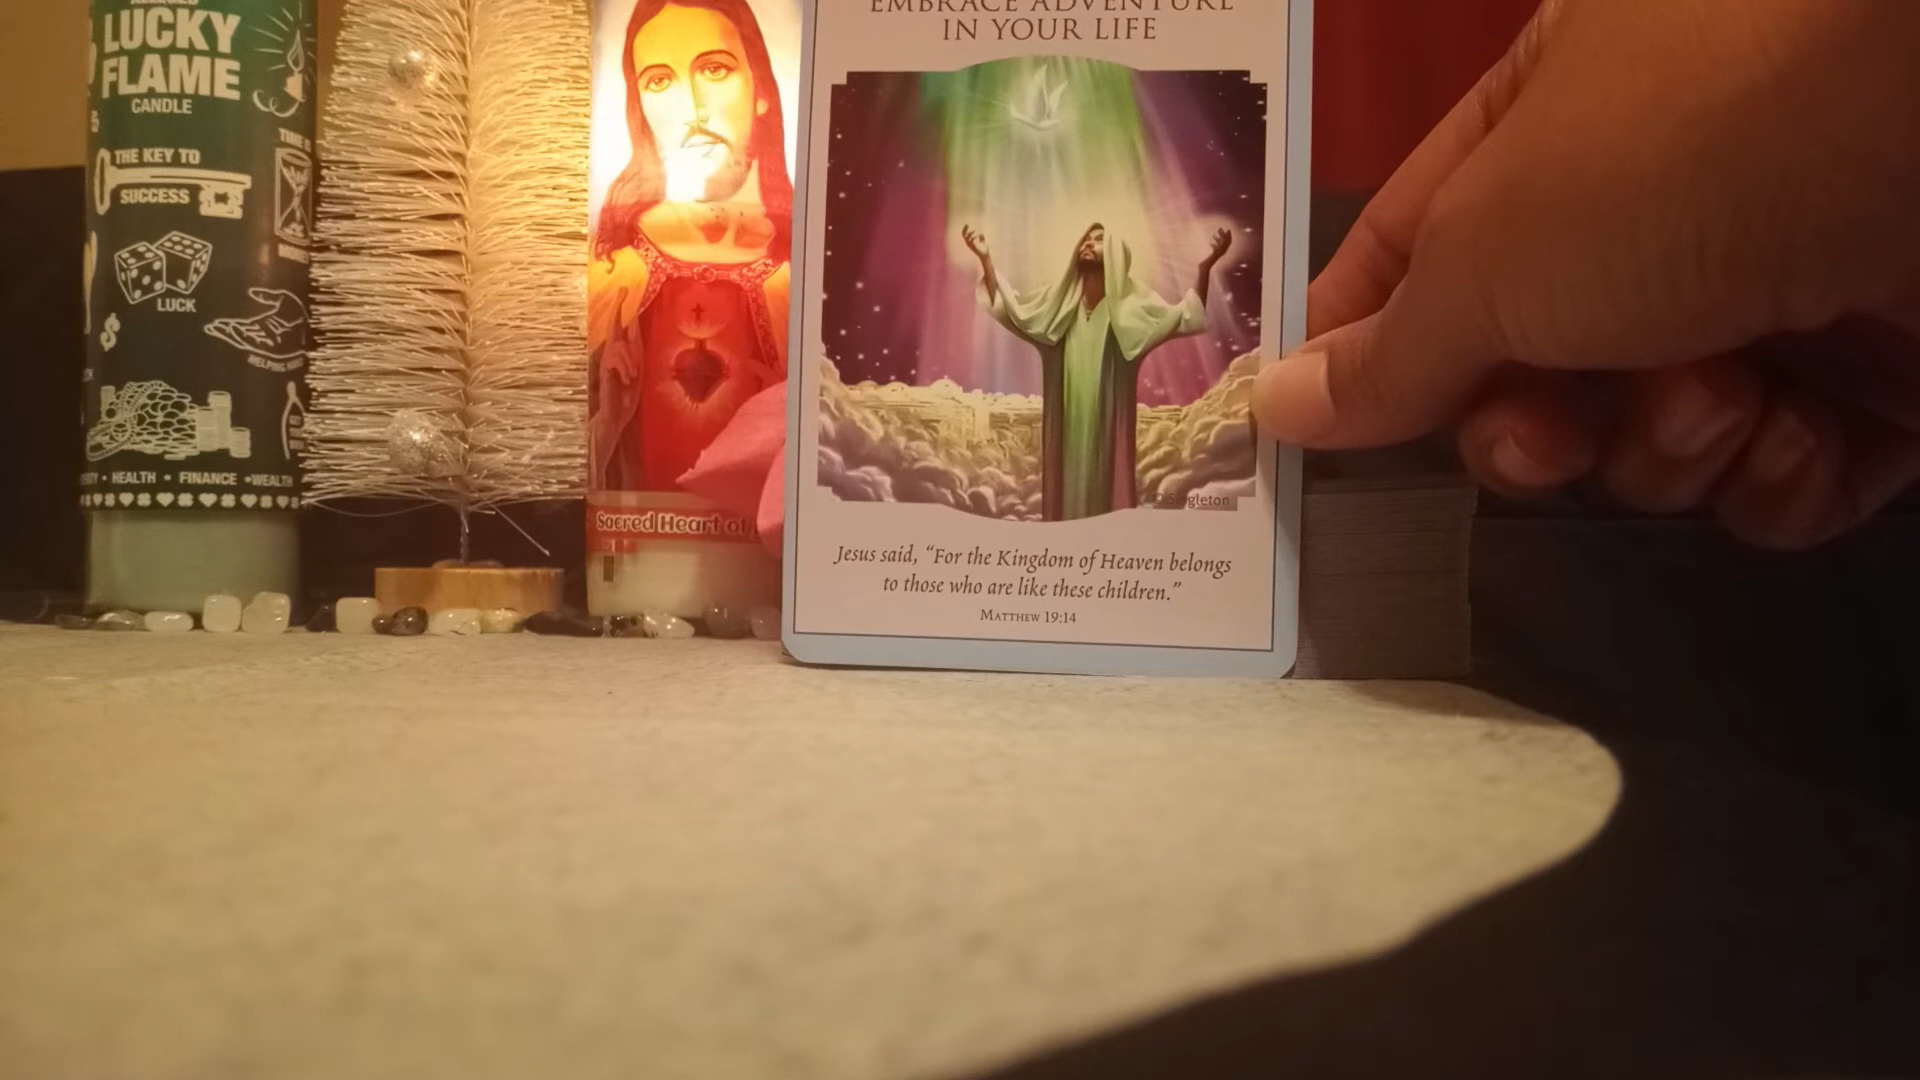 ALLEGED
LUCKY
FLAME
CANDLE
THE KEY TO
SUCCESS
LUCK
$
HELPING
HEALTH • FINANCE • WEALTH
Sacred Heart of
EMBRACE ADVENTURE
IN YOUR LIFE
© Singleton
Jesus said, “For the Kingdom of Heaven belongs
to those who are like these children.”
MATTHEW 19:14